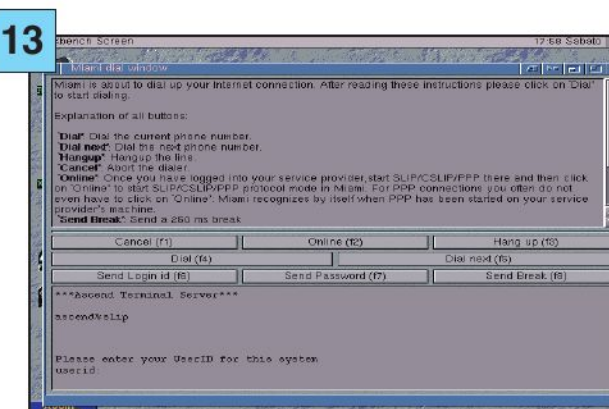 13
kbench Screen 17:58 Sabato
Miami dial window
Miami is about to dial up your Internet connection. After reading these instructions please click on "Dial"
to start dialing.
Explanation of all buttons:
"Dial": Dial the current phone number.
"Dial next": Dial the next phone number.
"Hangup": Hangup the line.
"Cancel": Abort the dialer.
"Online": Once you have logged into your service provider, start SLIP/CSLIP/PPP there and then click
on "Online" to start SLIP/CSLIP/PPP protocol mode in Miami. For PPP connections you often do not
even have to click on "Online". Miami recognizes by itself when PPP has been started on your service
provider's machine.
"Send Break": Send a 250 ms break
Cancel (f1) Online (f2) Hang up (f3)
Dial (f4) Dial next (f5)
Send Login id (f6) Send Password (f7) Send Break (f8)
***Ascend Terminal Server***
ascend%slip
Please enter your UserID for this system
userid: